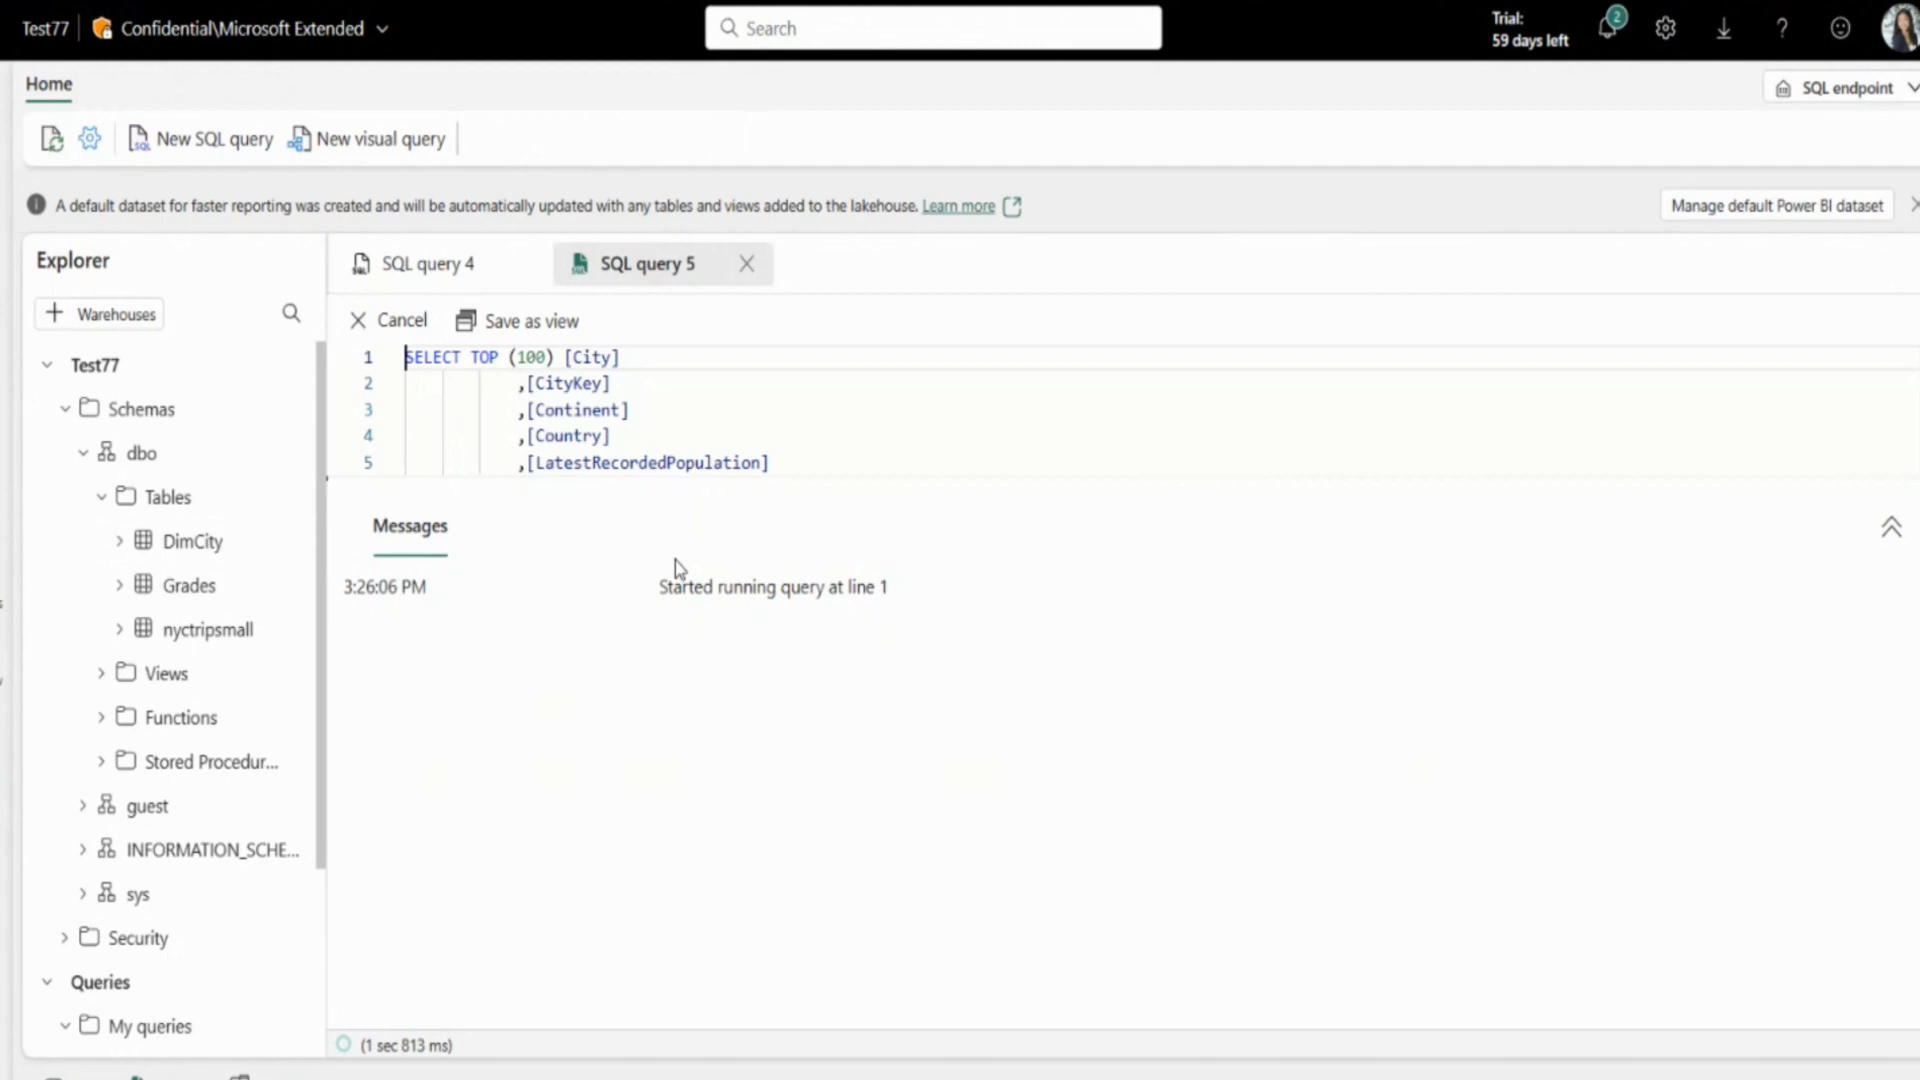 Test77
Confidential\Microsoft Extended
Search
Trial:
59 days left
2
Home
SQL endpoint
New SQL query
New visual query
A default dataset for faster reporting was created and will be automatically updated with any tables and views added to the lakehouse. Learn more
Manage default Power BI dataset
Explorer
SQL query 4
SQL query 5
Warehouses
Cancel
Save as view
1 SELECT TOP (100) [City]
2 ,[CityKey]
3 ,[Continent]
4 ,[Country]
5 ,[LatestRecordedPopulation]
Test77
Schemas
dbo
Tables
DimCity
Grades
nyctripsmall
Views
Functions
Stored Procedur...
guest
INFORMATION_SCHE...
sys
Security
Queries
My queries
Messages
3:26:06 PM
Started running query at line 1
(1 sec 813 ms)